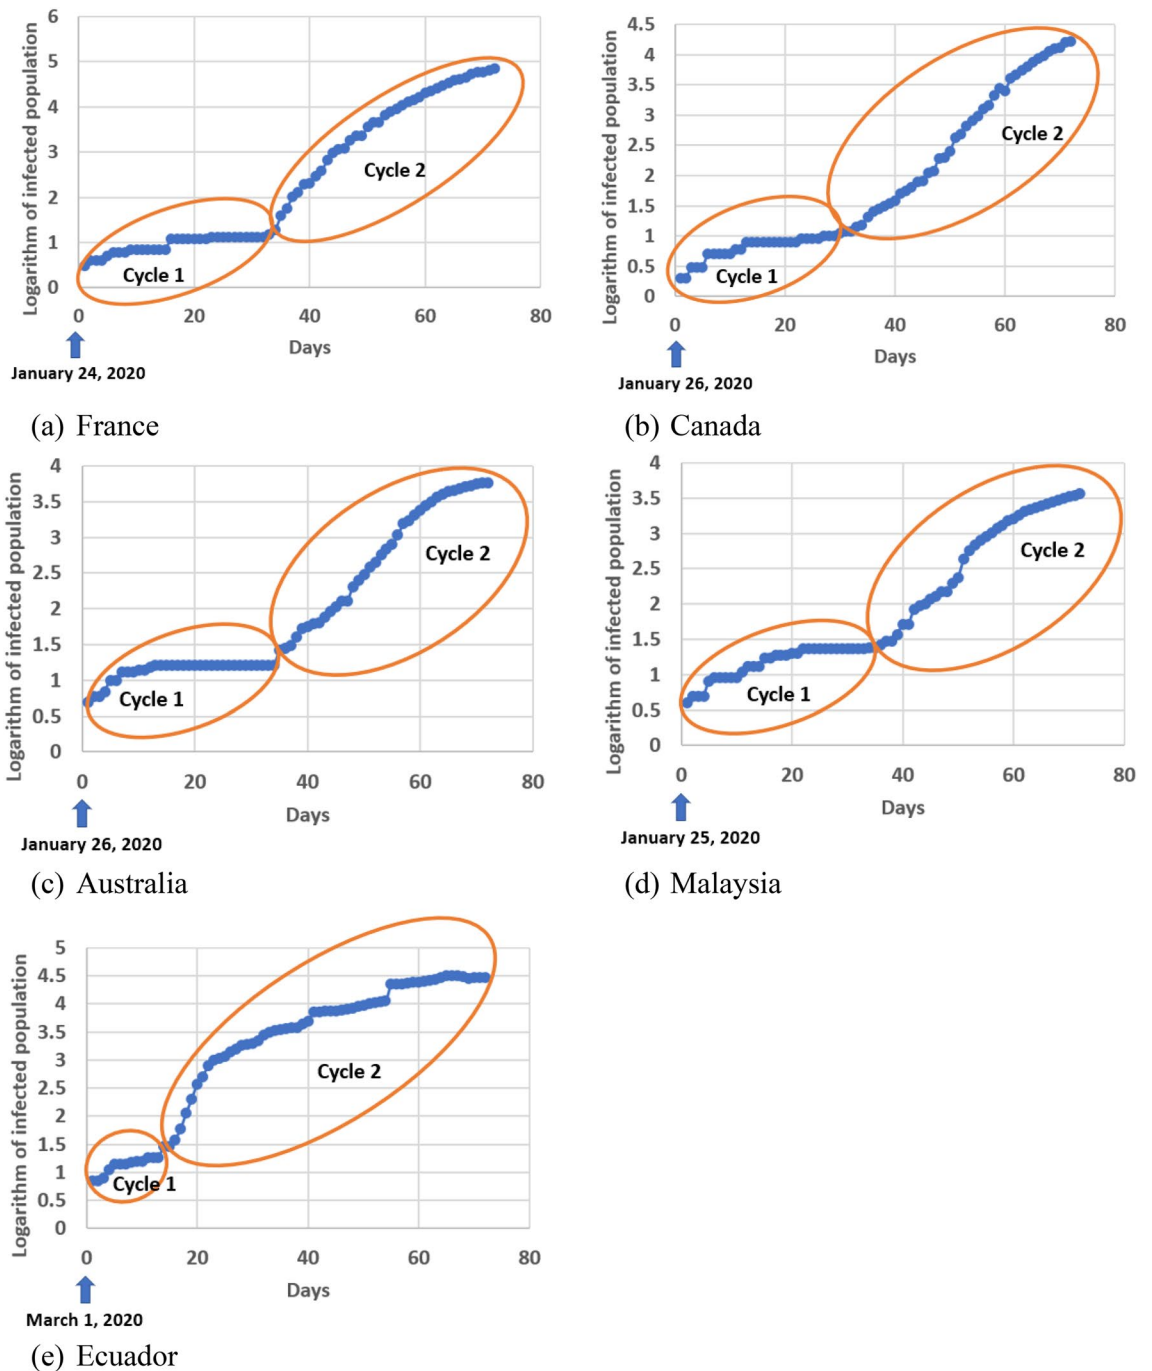 Logarithm of infected population
6
5
4
3
2
1
0
0 20 40 60 80
Cycle 1
Cycle 2
Days
January 24, 2020
(a) France
Logarithm of infected population
4.5
4
3.5
3
2.5
2
1.5
1
0.5
0
0 20 40 60 80
Cycle 1
Cycle 2
Days
January 26, 2020
(b) Canada
Logarithm of infected population
4
3.5
3
2.5
2
1.5
1
0.5
0
0 20 40 60 80
Cycle 1
Cycle 2
Days
January 26, 2020
(c) Australia
Logarithm of infected population
4
3.5
3
2.5
2
1.5
1
0.5
0
0 20 40 60 80
Cycle 1
Cycle 2
Days
January 25, 2020
(d) Malaysia
Logarithm of infected population
5
4.5
4
3.5
3
2.5
2
1.5
1
0.5
0
0 20 40 60 80
Cycle 1
Cycle 2
Days
March 1, 2020
(e) Ecuador